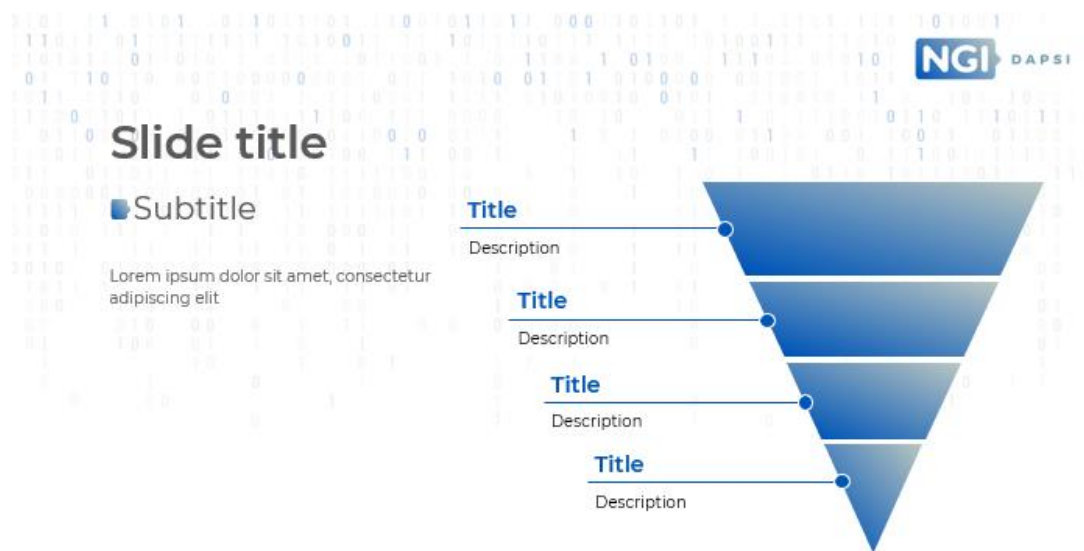 NGI DAPSI
Slide title
Subtitle
Lorem ipsum dolor sit amet, consectetur
adipiscing elit
Title
Description
Title
Description
Title
Description
Title
Description